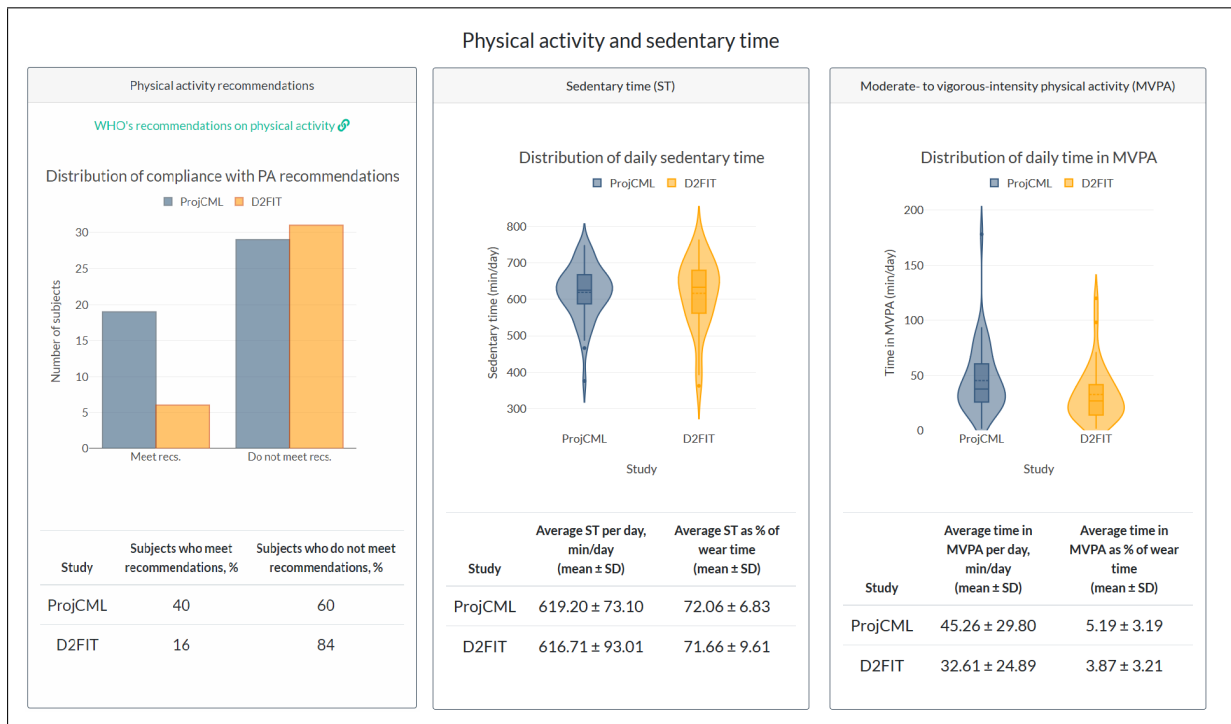 Physical activity and sedentary time
Physical activity recommendations
WHO's recommendations on physical activity
Distribution of compliance with PA recommendations
ProjCML D2FIT
30
25
20
15
10
5
0
Number of subjects
Meet recs. Do not meet recs.
Study Subjects who meet recommendations, % Subjects who do not meet recommendations, %
ProjCML 40 60
D2FIT 16 84
Sedentary time (ST)
Distribution of daily sedentary time
ProjCML D2FIT
800
700
600
500
400
300
Sedentary time (min/day)
ProjCML D2FIT
Study
Study Average ST per day, min/day (mean ± SD) Average ST as % of wear time (mean ± SD)
ProjCML 619.20 ± 73.10 72.06 ± 6.83
D2FIT 616.71 ± 93.01 71.66 ± 9.61
Moderate- to vigorous-intensity physical activity (MVPA)
Distribution of daily time in MVPA
ProjCML D2FIT
200
150
100
50
0
Time in MVPA (min/day)
ProjCML D2FIT
Study
Study Average time in MVPA per day, min/day (mean ± SD) Average time in MVPA as % of wear time (mean ± SD)
ProjCML 45.26 ± 29.80 5.19 ± 3.19
D2FIT 32.61 ± 24.89 3.87 ± 3.21